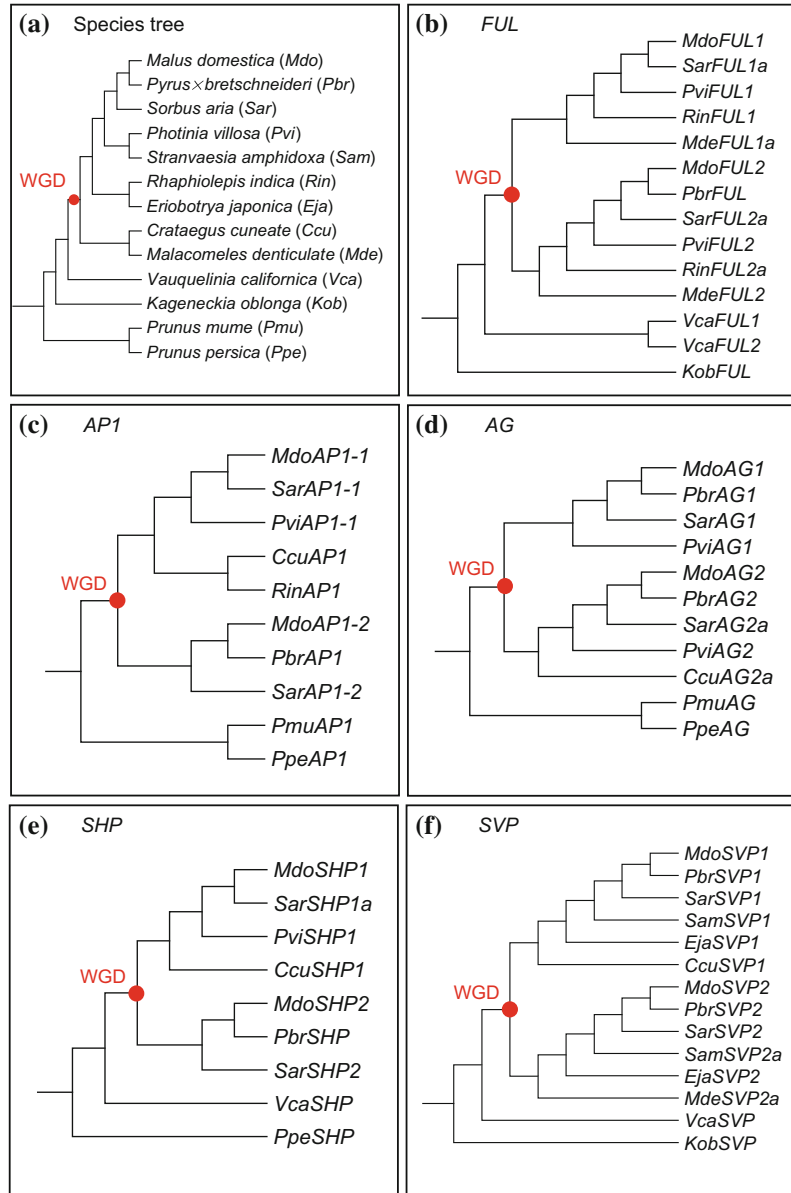 (a) Species tree
Malus domestica (Mdo)
Pyrus×bretschneideri (Pbr)
Sorbus aria (Sar)
Photinia villosa (Pvi)
Stranvaesia amphidoxa (Sam)
WGD
Rhaphiolepis indica (Rin)
Eriobotrya japonica (Eja)
Crataegus cuneate (Ccu)
Malacomeles denticulate (Mde)
Vauquelinia californica (Vca)
Kageneckia oblonga (Kob)
Prunus mume (Pmu)
Prunus persica (Ppe)
(b) FUL
MdoFUL1
SarFUL1a
PviFUL1
RinFUL1
MdeFUL1a
WGD
MdoFUL2
PbrFUL
SarFUL2a
PviFUL2
RinFUL2a
MdeFUL2
VcaFUL1
VcaFUL2
KobFUL
(c) AP1
MdoAP1-1
SarAP1-1
PviAP1-1
CcuAP1
WGD
RinAP1
MdoAP1-2
PbrAP1
SarAP1-2
PmuAP1
PpeAP1
(d) AG
MdoAG1
PbrAG1
SarAG1
PviAG1
WGD
MdoAG2
PbrAG2
SarAG2a
PviAG2
CcuAG2a
PmuAG
PpeAG
(e) SHP
MdoSHP1
SarSHP1a
PviSHP1
CcuSHP1
WGD
MdoSHP2
PbrSHP
SarSHP2
VcaSHP
PpeSHP
(f) SVP
MdoSVP1
PbrSVP1
SarSVP1
SamSVP1
EjaSVP1
CcuSVP1
WGD
MdoSVP2
PbrSVP2
SarSVP2
SamSVP2a
EjaSVP2
MdeSVP2a
VcaSVP
KobSVP